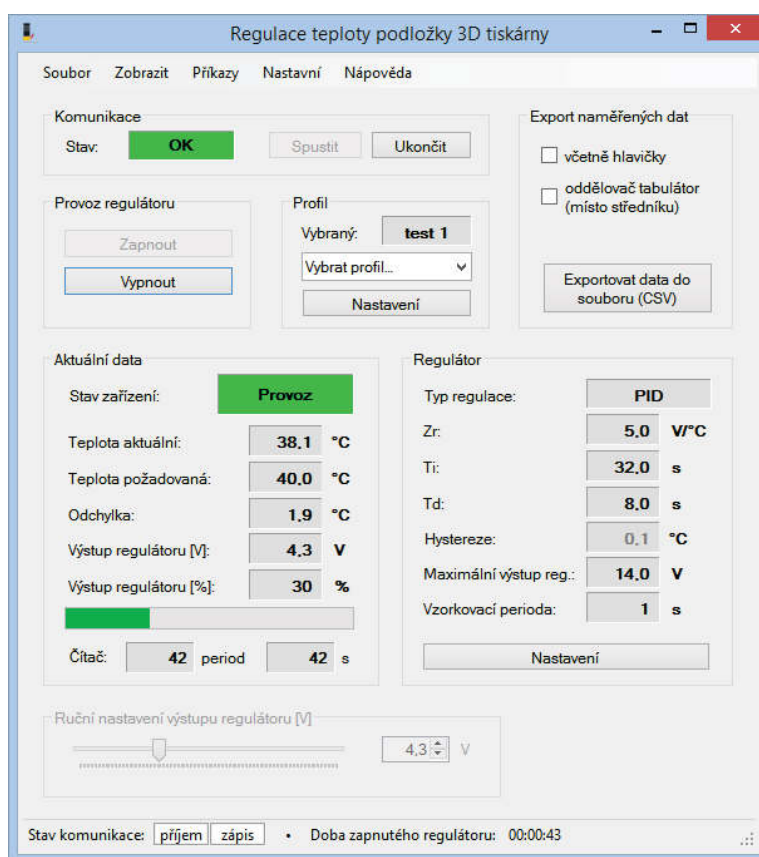 Regulace teploty podložky 3D tiskárny
Soubor Zobrazit Příkazy Nastavní Nápověda
Komunikace
Stav: OK Spustit Ukončit
Export naměřených dat
včetně hlavičky
oddělovač tabulátor
(místo středníku)
Exportovat data do
souboru (CSV)
Provoz regulátoru
Zapnout
Vypnout
Profil
Vybraný: test 1
Vybrat profil...
Nastavení
Aktuální data
Stav zařízení: Provoz
Teplota aktuální: 38,1 °C
Teplota požadovaná: 40,0 °C
Odchylka: 1,9 °C
Výstup regulátoru [V]: 4,3 V
Výstup regulátoru [%]: 30 %
Čítač: 42 period 42 s
Regulátor
Typ regulace: PID
Zr: 5,0 V/°C
Ti: 32,0 s
Td: 8,0 s
Hystereze: 0,1 °C
Maximální výstup reg.: 14,0 V
Vzorkovací perioda: 1 s
Nastavení
Ruční nastavení výstupu regulátoru [V]
4,3 V
Stav komunikace: příjem zápis • Doba zapnutého regulátoru: 00:00:43